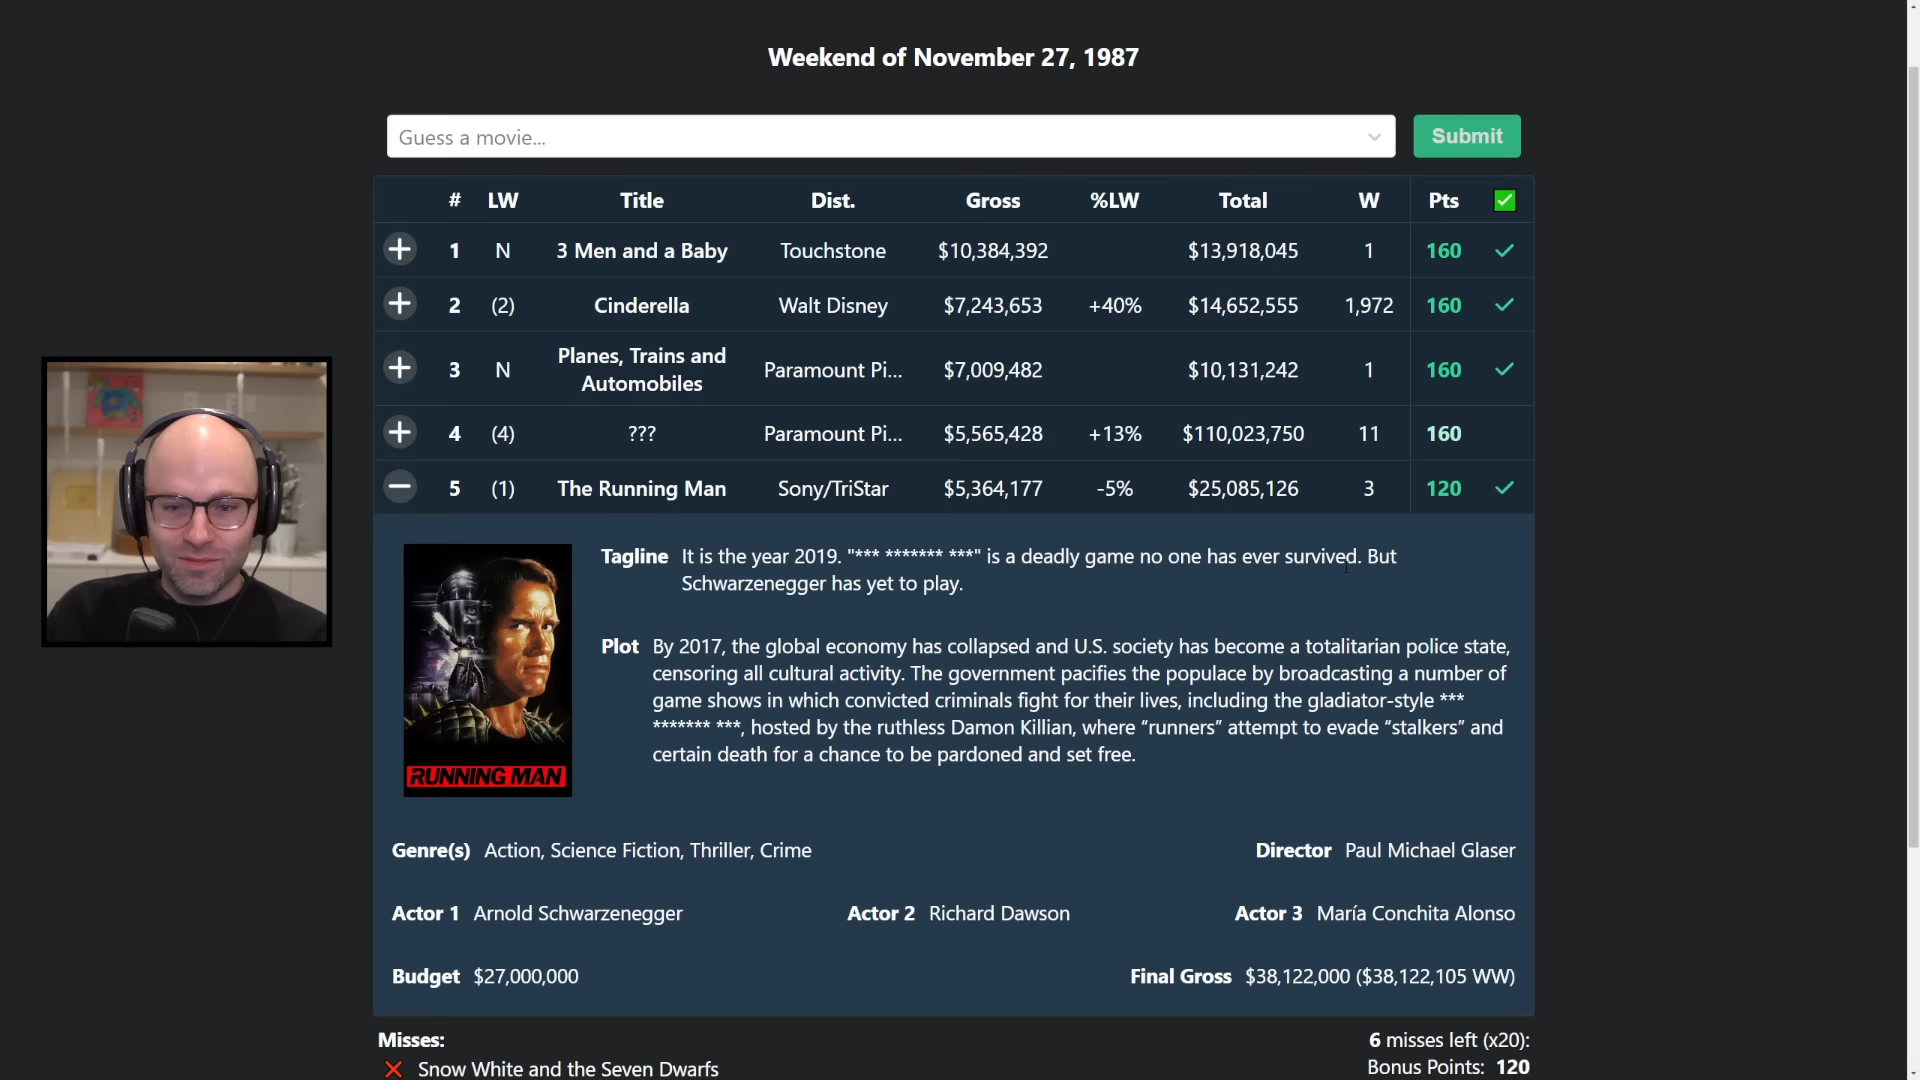 Weekend of November 27, 1987
Guess a movie... Submit
# LW Title Dist. Gross %LW Total W Pts
1 N 3 Men and a Baby Touchstone $10,384,392 $13,918,045 1 160
2 (2) Cinderella Walt Disney $7,243,653 +40% $14,652,555 1,972 160
3 N Planes, Trains and Automobiles Paramount Pi... $7,009,482 $10,131,242 1 160
4 (4) ??? Paramount Pi... $5,565,428 +13% $110,023,750 11 160
5 (1) The Running Man Sony/TriStar $5,364,177 -5% $25,085,126 3 120
RUNNING MAN
Tagline It is the year 2019. "*** ******* ***" is a deadly game no one has ever survived. But
Schwarzenegger has yet to play.
Plot By 2017, the global economy has collapsed and U.S. society has become a totalitarian police state,
censoring all cultural activity. The government pacifies the populace by broadcasting a number of
game shows in which convicted criminals fight for their lives, including the gladiator-style ***
******* ***, hosted by the ruthless Damon Killian, where “runners” attempt to evade “stalkers” and
certain death for a chance to be pardoned and set free.
Genre(s) Action, Science Fiction, Thriller, Crime Director Paul Michael Glaser
Actor 1 Arnold Schwarzenegger Actor 2 Richard Dawson Actor 3 María Conchita Alonso
Budget $27,000,000 Final Gross $38,122,000 ($38,122,105 WW)
Misses: 6 misses left (x20):
Snow White and the Seven Dwarfs Bonus Points: 120